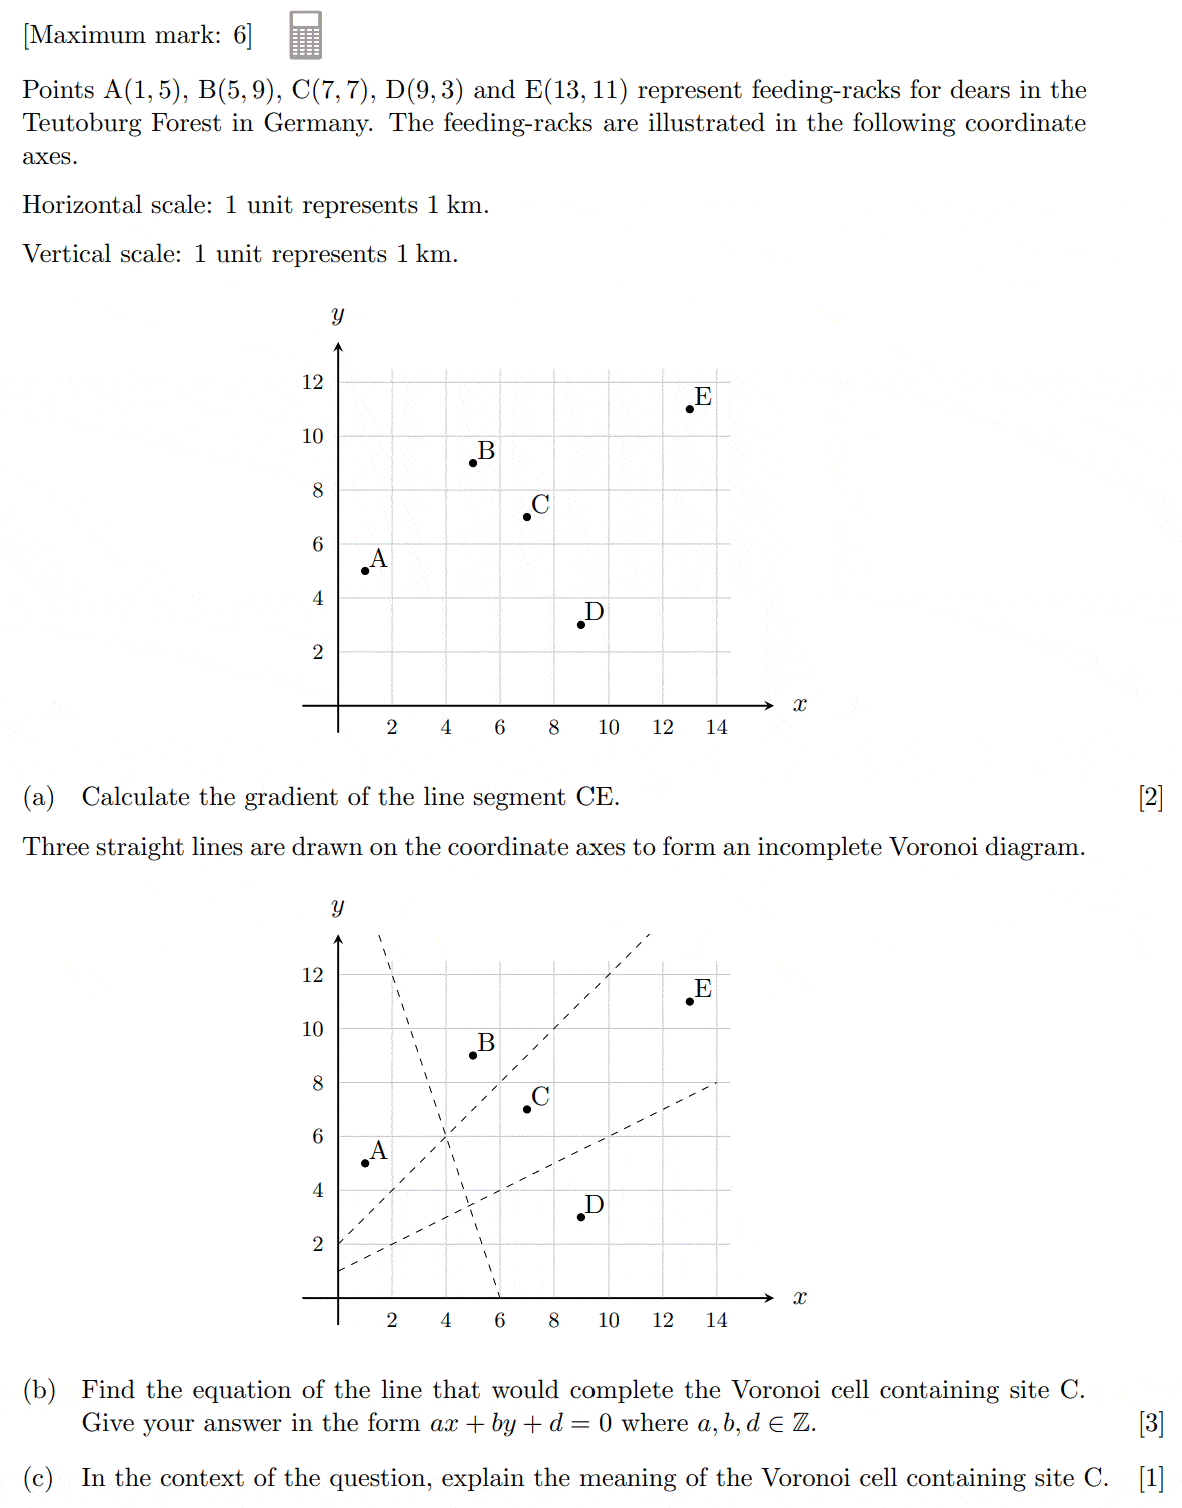 [Maximum mark: 6]
Points A(1, 5), B(5, 9), C(7, 7), D(9, 3) and E(13, 11) represent feeding-racks for dears in the
Teutoburg Forest in Germany. The feeding-racks are illustrated in the following coordinate
axes.
Horizontal scale: 1 unit represents 1 km.
Vertical scale: 1 unit represents 1 km.
y
12
E
10
B
8
C
6
A
4
D
2
x
2 4 6 8 10 12 14
(a) Calculate the gradient of the line segment CE. [2]
Three straight lines are drawn on the coordinate axes to form an incomplete Voronoi diagram.
y
12
E
10
B
8
C
6
A
4
D
2
x
2 4 6 8 10 12 14
(b) Find the equation of the line that would complete the Voronoi cell containing site C.
Give your answer in the form ax + by + d = 0 where a, b, d ∈ ℤ. [3]
(c) In the context of the question, explain the meaning of the Voronoi cell containing site C. [1]